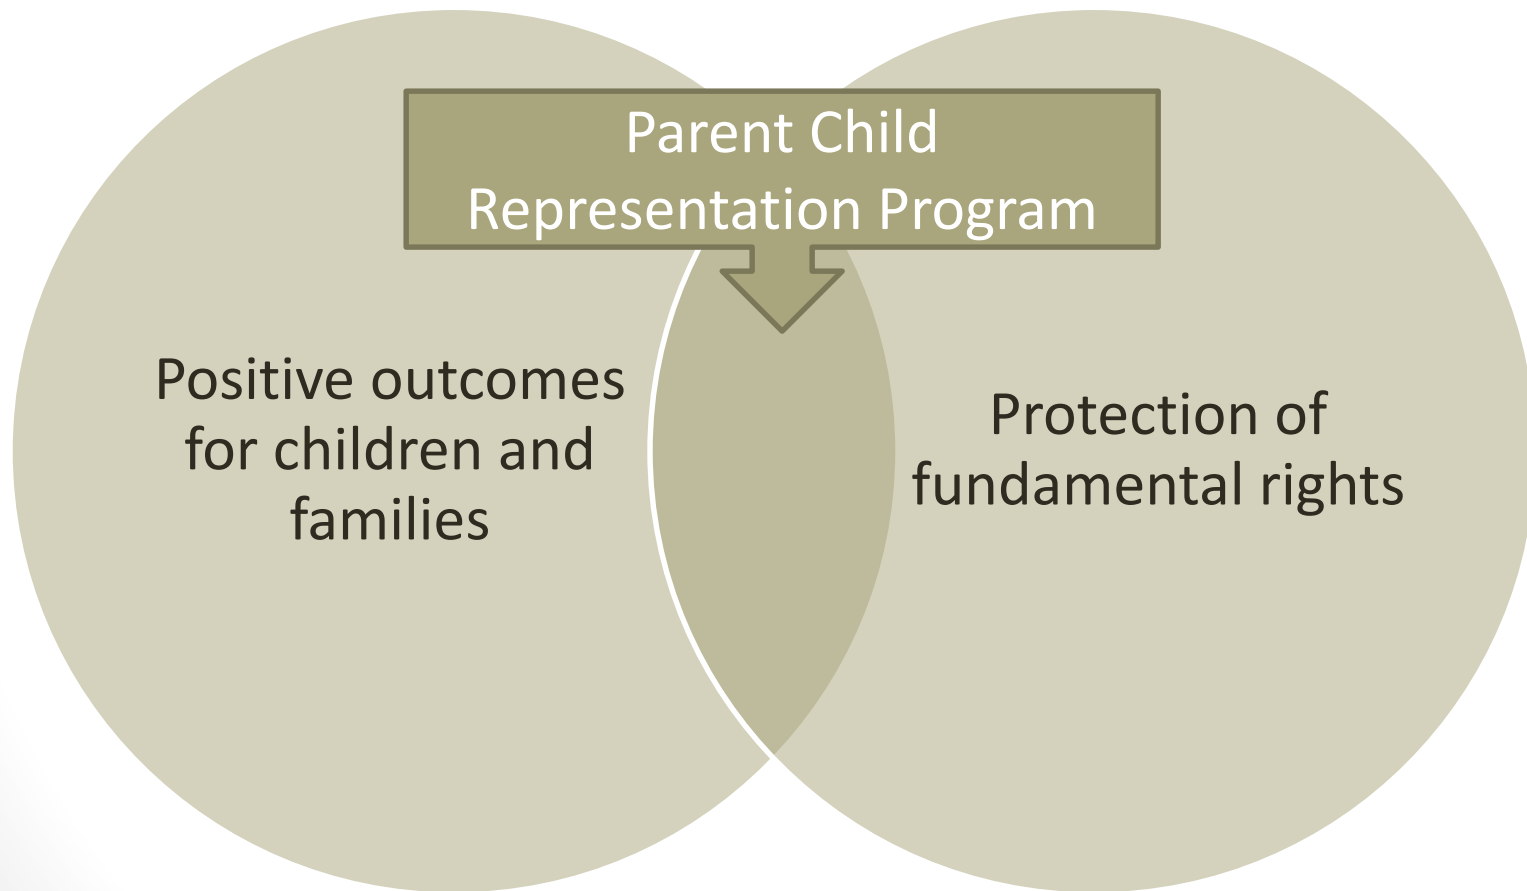 Parent Child
Representation Program
Positive outcomes
for children and
families
Protection of
fundamental rights